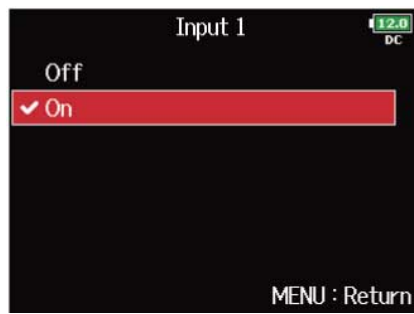 Input 1
12.0
DC
Off
On
MENU : Return